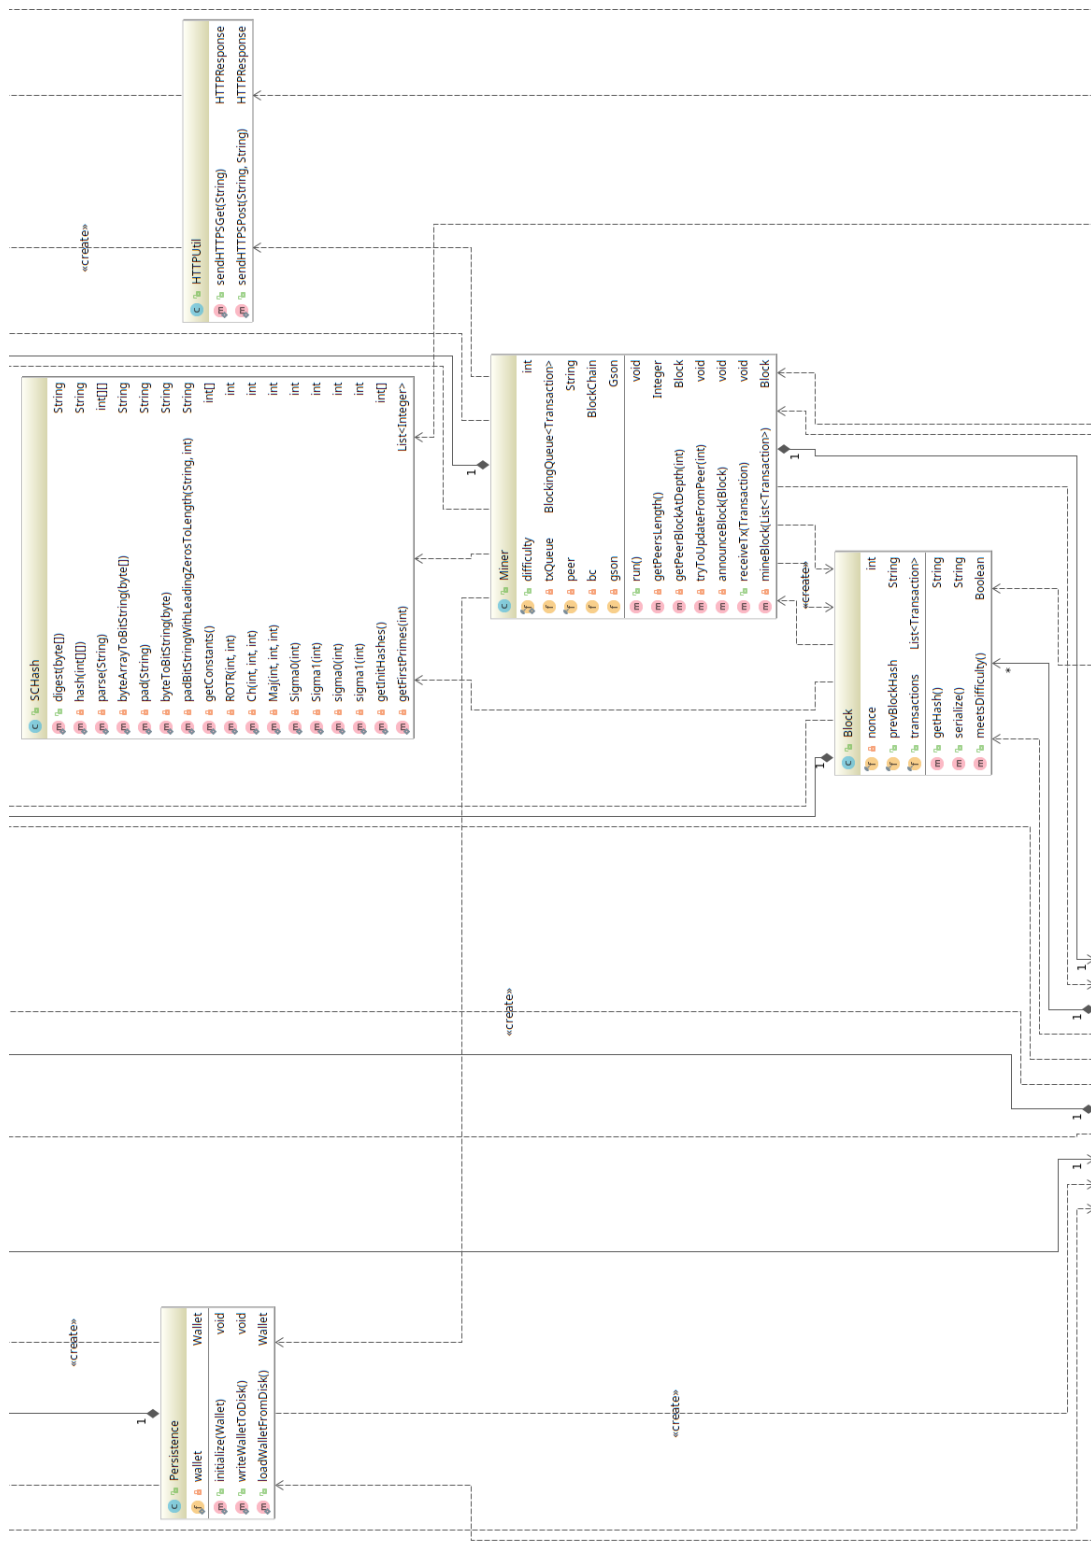 HTTPUtil
sendHTTPSGet(String) HTTPResponse
sendHTTPSPost(String, String) HTTPResponse
«create»
SCHash
digest(byte[]) String
hash(int[][]) String
parse(String) int[][]
byteArrayToBitString(byte[]) String
pad(String) String
byteToBitString(byte) String
padBitStringWithLeadingZerosToLength(String, int) String
getConstants() int[]
ROTR(int, int) int
Ch(int, int, int) int
Maj(int, int, int) int
Sigma0(int) int
Sigma1(int) int
sigma0(int) int
sigma1(int) int
getInitHashes() int[]
getFirstPrimes(int) List<Integer>
1
Miner
difficulty int
txQueue BlockingQueue<Transaction>
peer String
bc BlockChain
gson Gson
run() void
getPeersLength() Integer
getPeerBlockAtDepth(int) Block
tryToUpdateFromPeer(int) void
announceBlock(Block) void
receiveTx(Transaction) void
mineBlock(List<Transaction>) Block
1
«create»
1
Block
nonce int
prevBlockHash String
transactions List<Transaction>
getHash() String
serialize() String
meetsDifficulty() Boolean
*
1
1
1
1
«create»
«create»
1
Persistence
wallet Wallet
initialize(Wallet) void
writeWalletToDisk() void
loadWalletFromDisk() Wallet
«create»